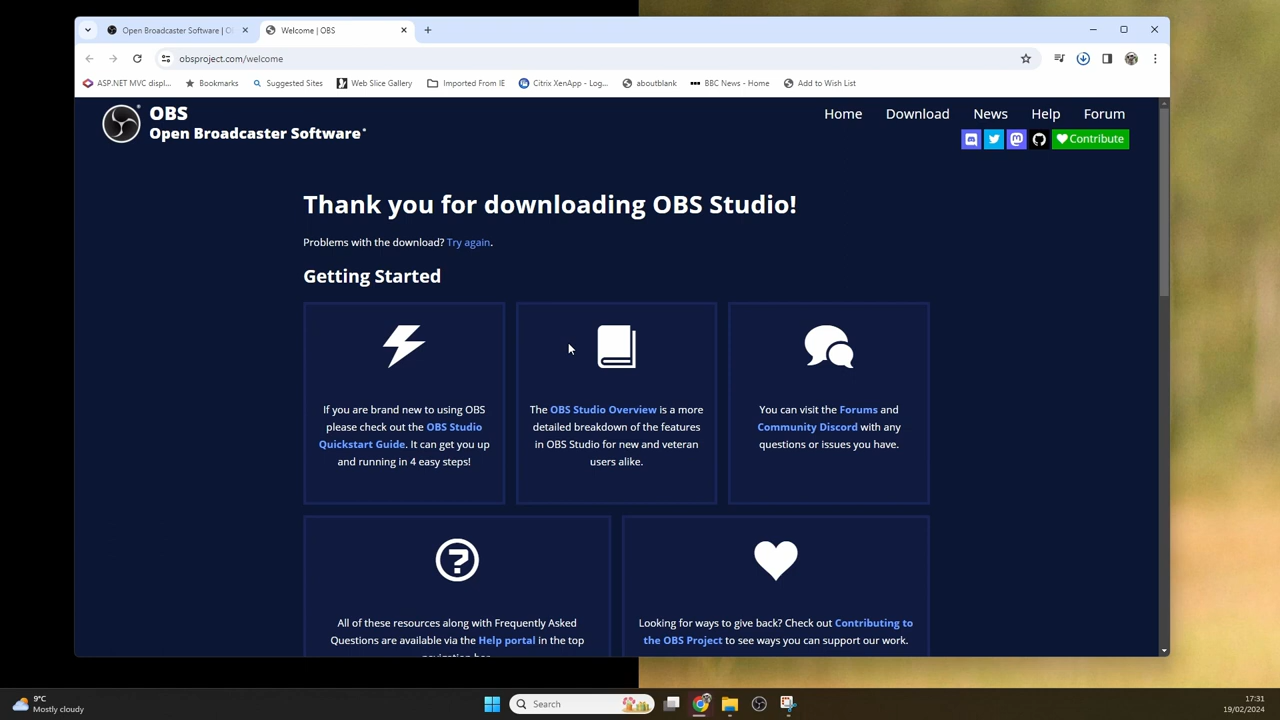 Open Broadcaster Software | O
Welcome | OBS
obsproject.com/welcome
ASP.NET MVC displ...
Bookmarks
Suggested Sites
Web Slice Gallery
Imported From IE
Citrix XenApp - Log...
aboutblank
BBC News - Home
Add to Wish List
OBS
Open Broadcaster Software
Home
Download
News
Help
Forum
Contribute
Thank you for downloading OBS Studio!
Problems with the download? Try again.
Getting Started
If you are brand new to using OBS
please check out the OBS Studio
Quickstart Guide. It can get you up
and running in 4 easy steps!
The OBS Studio Overview is a more
detailed breakdown of the features
in OBS Studio for new and veteran
users alike.
You can visit the Forums and
Community Discord with any
questions or issues you have.
All of these resources along with Frequently Asked
Questions are available via the Help portal in the top
navigation bar.
Looking for ways to give back? Check out Contributing to
the OBS Project to see ways you can support our work.
9°C
Mostly cloudy
Search
17:31
19/02/2024